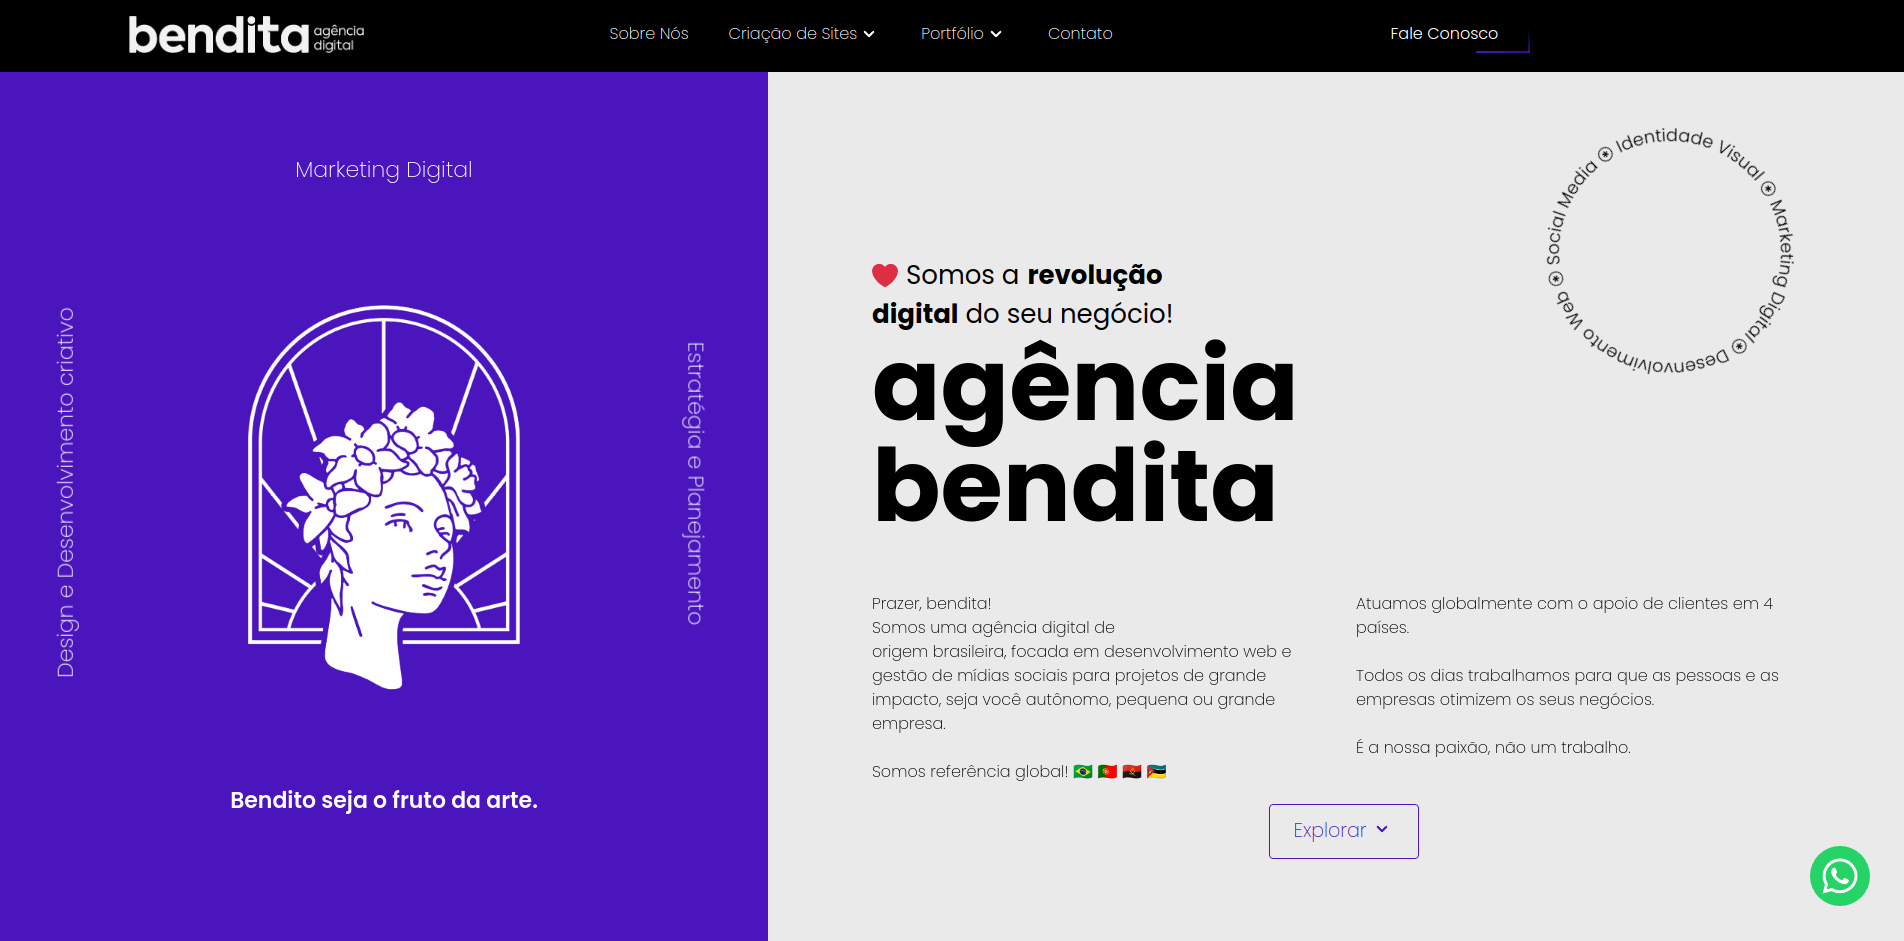 bendita agência
digital
Sobre Nós
Criação de Sites
Portfólio
Contato
Fale Conosco
Marketing Digital
Design e Desenvolvimento criativo
Estratégia e Planejamento
Bendito seja o fruto da arte.
Identidade Visual ⊛ Marketing Digital ⊛ Desenvolvimento Web ⊛ Social Media ⊛
❤️ Somos a revolução
digital do seu negócio!
agência
bendita
Prazer, bendita!
Somos uma agência digital de
origem brasileira, focada em desenvolvimento web e
gestão de mídias sociais para projetos de grande
impacto, seja você autônomo, pequena ou grande
empresa.
Somos referência global! 🇧🇷 🇵🇹 🇦🇴 🇲🇿
Atuamos globalmente com o apoio de clientes em 4
países.
Todos os dias trabalhamos para que as pessoas e as
empresas otimizem os seus negócios.
É a nossa paixão, não um trabalho.
Explorar